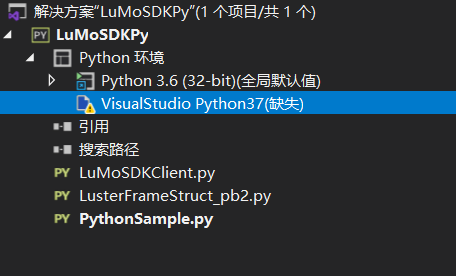 解决方案“LuMoSDKPy”(1 个项目/共 1 个)
LuMoSDKPy
Python 环境
Python 3.6 (32-bit)(全局默认值)
VisualStudio Python37(缺失)
引用
搜索路径
LuMoSDKClient.py
LusterFrameStruct_pb2.py
PythonSample.py